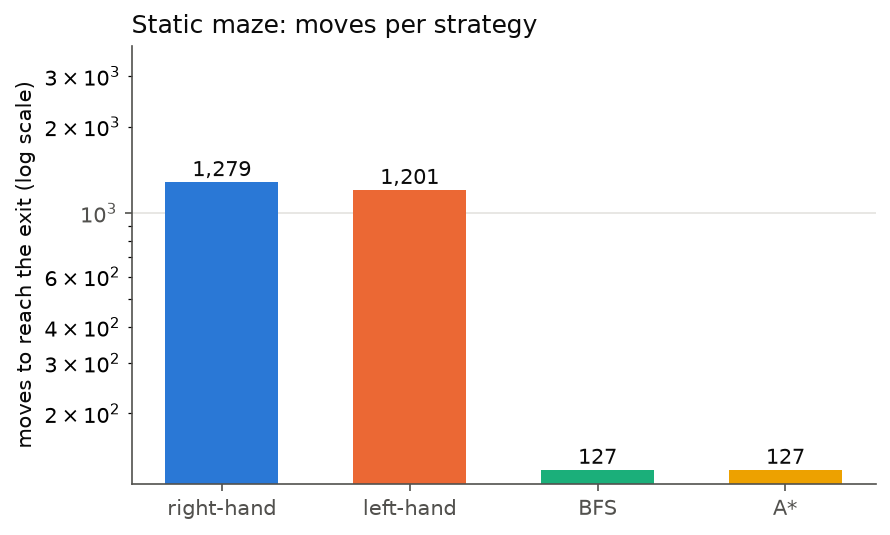 Static maze: moves per strategy
moves to reach the exit (log scale)
3 × 10³
2 × 10³
10³
6 × 10²
4 × 10²
3 × 10²
2 × 10²
1,279
1,201
127
127
right-hand
left-hand
BFS
A*